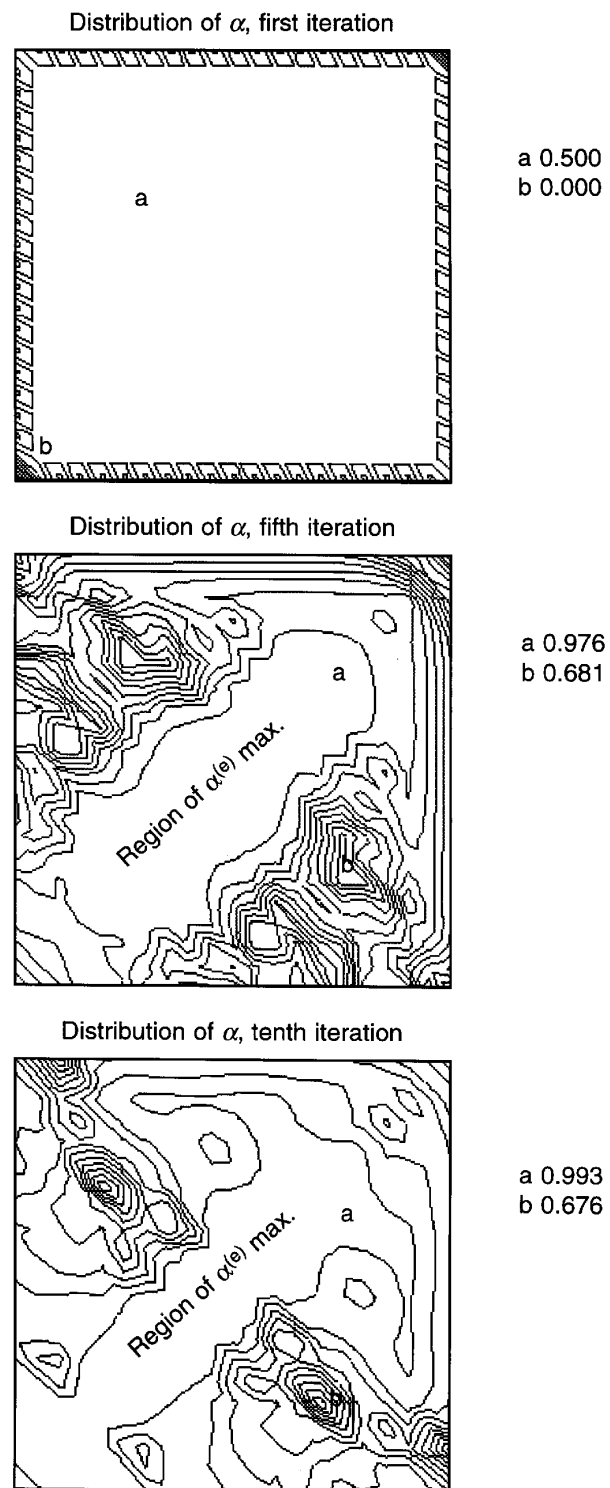 Distribution of α, first iteration
a
b
a 0.500
b 0.000
Distribution of α, fifth iteration
a
Region of α(e) max.
b
a 0.976
b 0.681
Distribution of α, tenth iteration
a
Region of α(e) max.
b
a 0.993
b 0.676